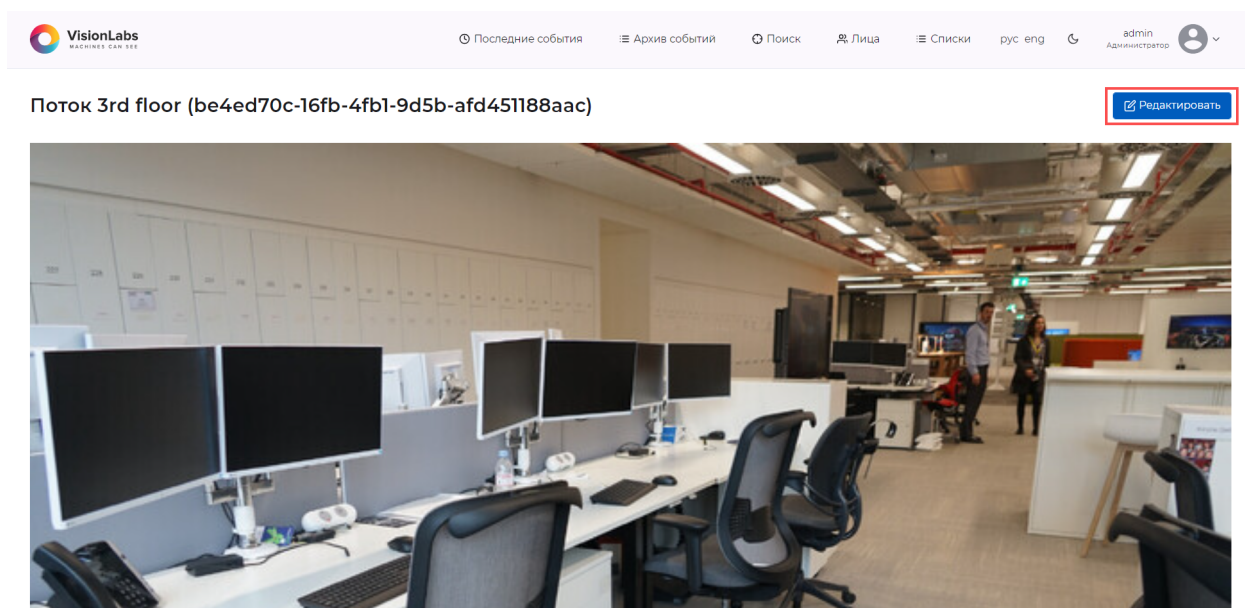 VisionLabs
MACHINES CAN SEE
Последние события
Архив событий
Поиск
Лица
Списки
рус eng
admin
Администратор
Поток 3rd floor (be4ed70c-16fb-4fb1-9d5b-afd451188aac)
Редактировать